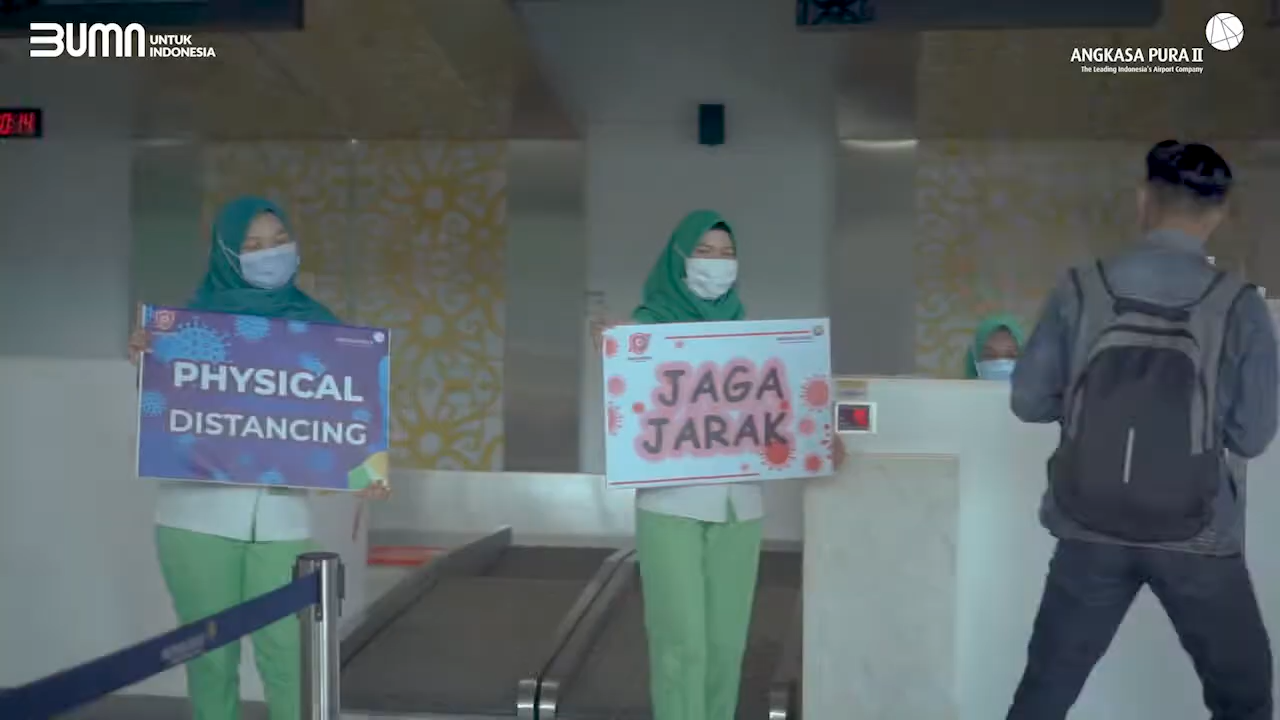 BUMN UNTUK
INDONESIA
ANGKASA PURA II
The Leading Indonesia's Airport Company
PHYSICAL
DISTANCING
JAGA
JARAK